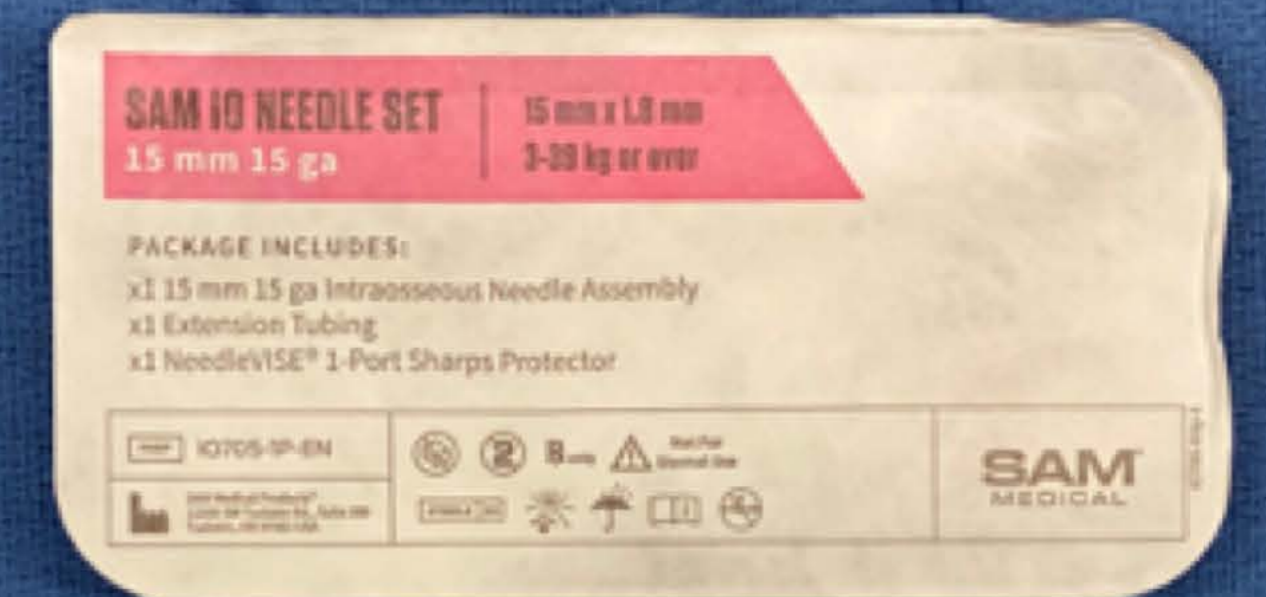 SAM IO NEEDLE SET
15 mm 15 ga
15 mm x 1.8 mm
3-39 kg or over
PACKAGE INCLUDES:
x1 15 mm 15 ga Intraosseous Needle Assembly
x1 Extension Tubing
x1 NeedleVISE® 1-Port Sharps Protector
IO705-1P-EN
Not For
SAM
MEDICAL